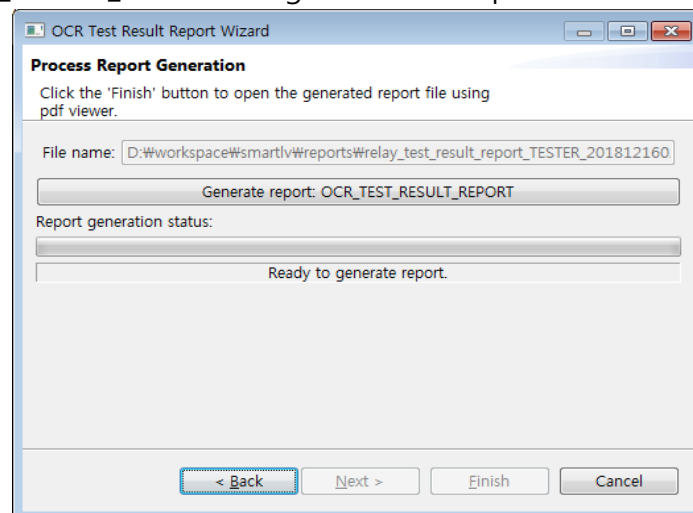 OCR Test Result Report Wizard
Process Report Generation
Click the 'Finish' button to open the generated report file using
pdf viewer.
File name: D:₩workspace₩smartlv₩reports₩relay_test_result_report_TESTER_201812160
Generate report: OCR_TEST_RESULT_REPORT
Report generation status:
Ready to generate report.
< Back Next > Finish Cancel